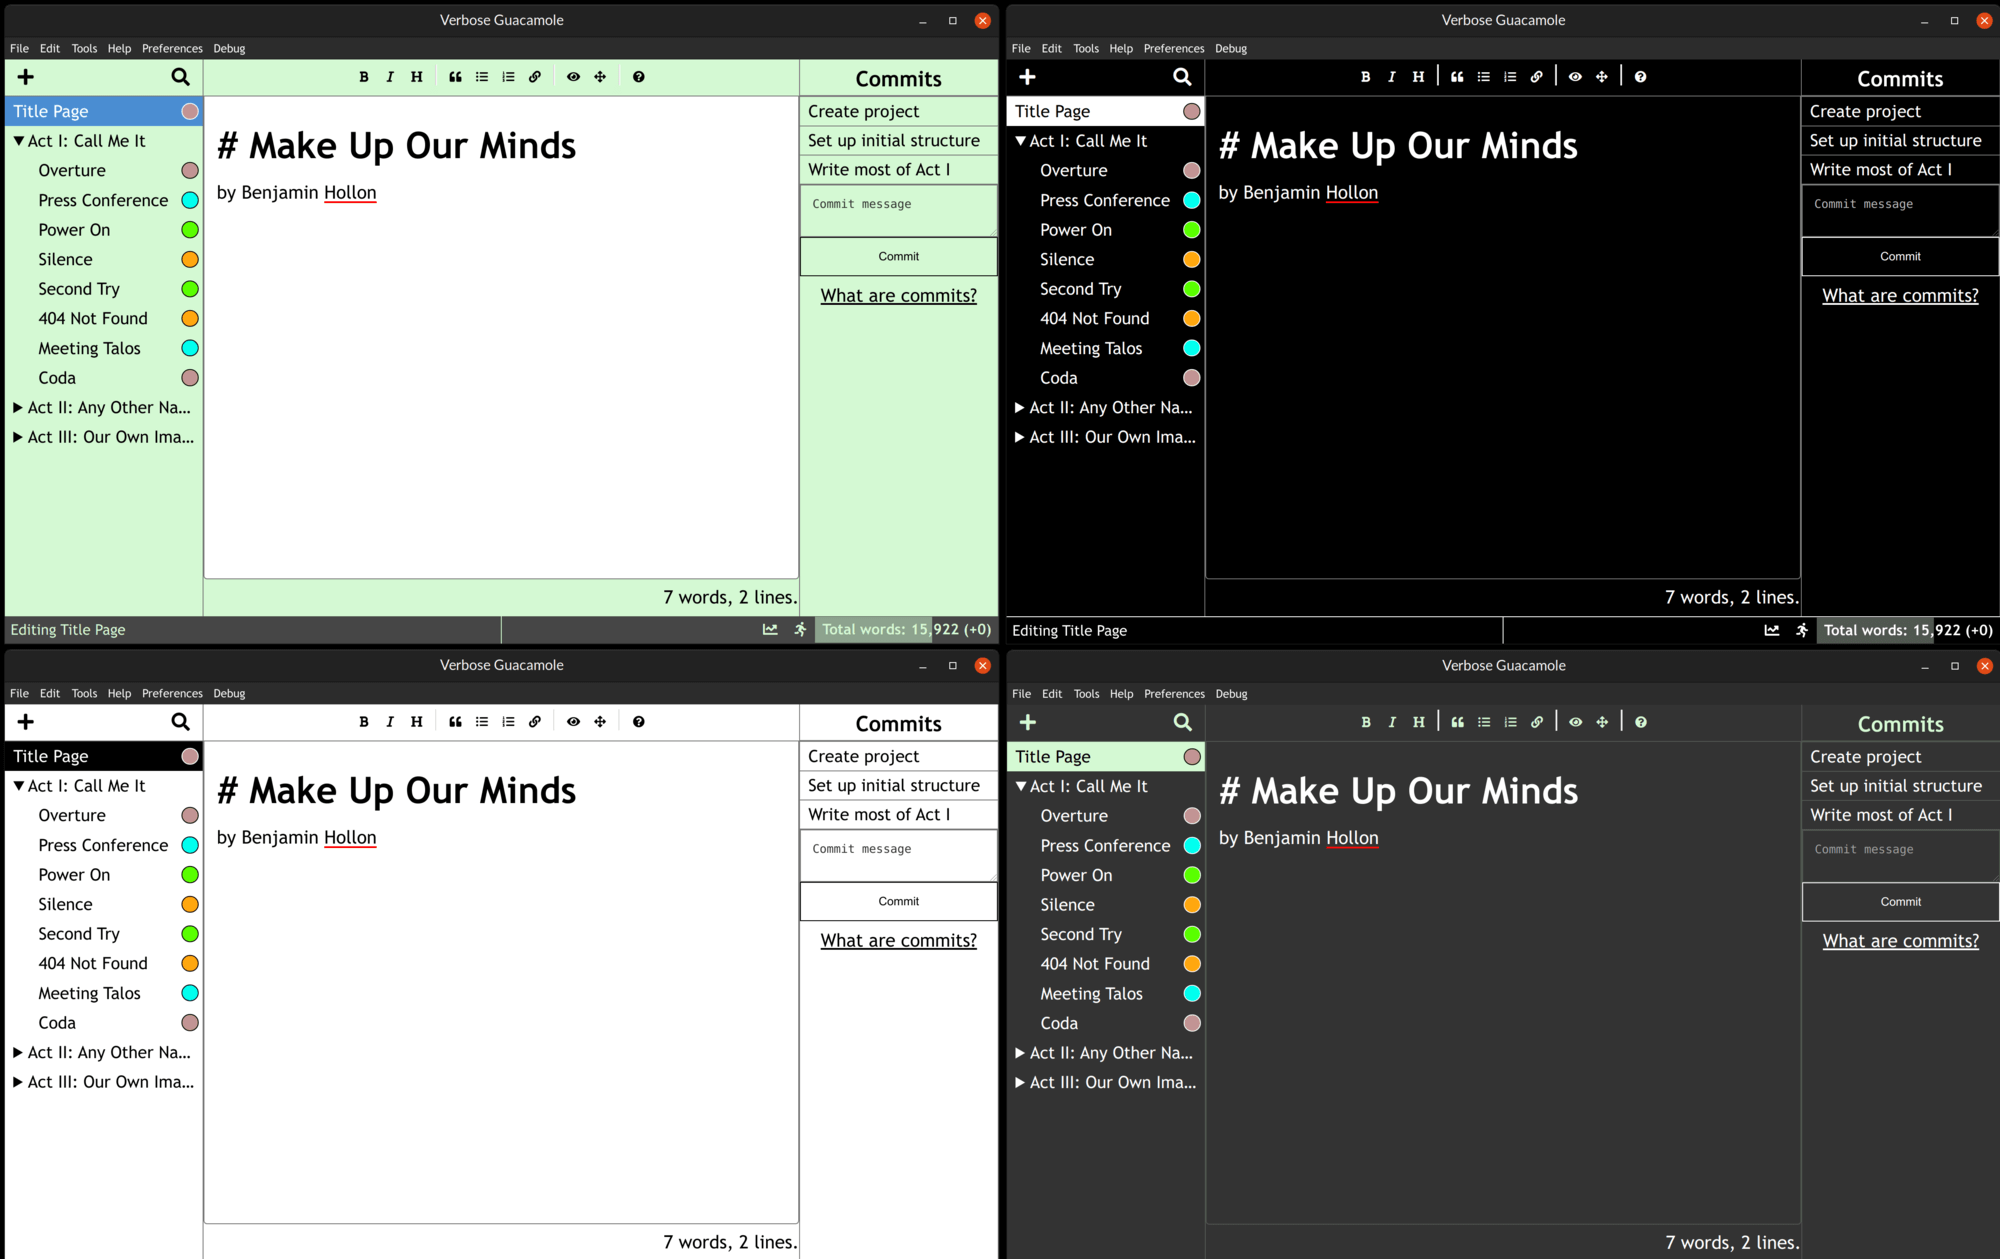 Verbose Guacamole
File Edit Tools Help Preferences Debug
Commits
Title Page
Act I: Call Me It
Overture
Press Conference
Power On
Silence
Second Try
404 Not Found
Meeting Talos
Coda
Act II: Any Other Na...
Act III: Our Own Ima...
# Make Up Our Minds
by Benjamin Hollon
7 words, 2 lines.
Create project
Set up initial structure
Write most of Act I
Commit message
Commit
What are commits?
Editing Title Page
Total words: 15,922 (+0)
Verbose Guacamole
File Edit Tools Help Preferences Debug
Commits
Title Page
Act I: Call Me It
Overture
Press Conference
Power On
Silence
Second Try
404 Not Found
Meeting Talos
Coda
Act II: Any Other Na...
Act III: Our Own Ima...
# Make Up Our Minds
by Benjamin Hollon
7 words, 2 lines.
Create project
Set up initial structure
Write most of Act I
Commit message
Commit
What are commits?
Editing Title Page
Total words: 15,922 (+0)
Verbose Guacamole
File Edit Tools Help Preferences Debug
Commits
Title Page
Act I: Call Me It
Overture
Press Conference
Power On
Silence
Second Try
404 Not Found
Meeting Talos
Coda
Act II: Any Other Na...
Act III: Our Own Ima...
# Make Up Our Minds
by Benjamin Hollon
7 words, 2 lines.
Create project
Set up initial structure
Write most of Act I
Commit message
Commit
What are commits?
Verbose Guacamole
File Edit Tools Help Preferences Debug
Commits
Title Page
Act I: Call Me It
Overture
Press Conference
Power On
Silence
Second Try
404 Not Found
Meeting Talos
Coda
Act II: Any Other Na...
Act III: Our Own Ima...
# Make Up Our Minds
by Benjamin Hollon
7 words, 2 lines.
Create project
Set up initial structure
Write most of Act I
Commit message
Commit
What are commits?